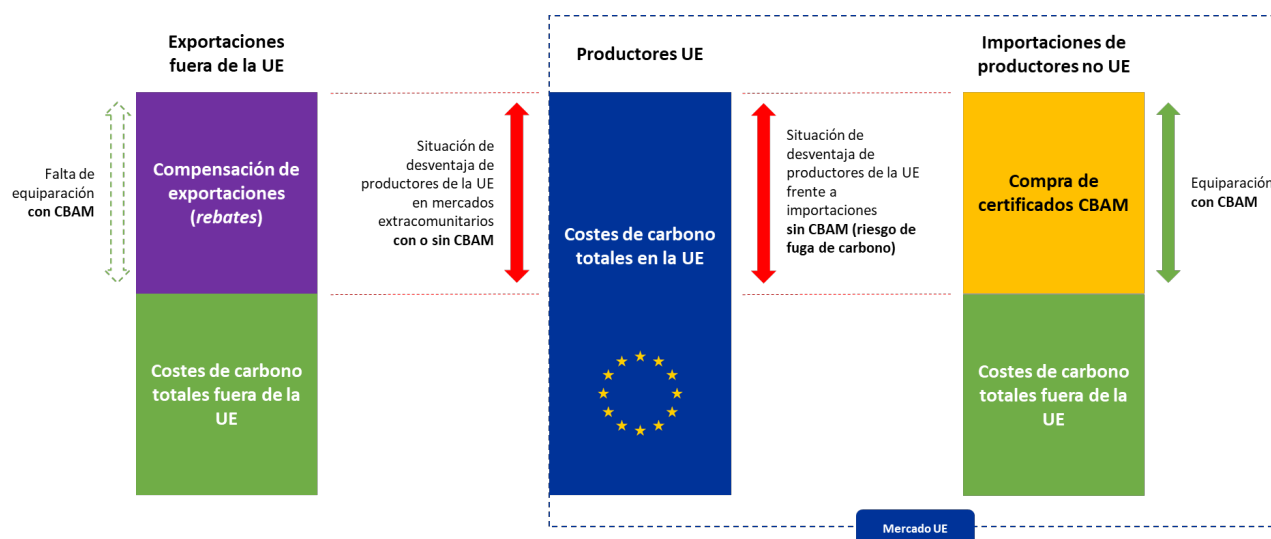 Exportaciones
fuera de la UE
Productores UE
Importaciones de
productores no UE
Falta de
equiparación
con CBAM
Compensación de
exportaciones
(rebates)
Situación de
desventaja de
productores de la UE
en mercados
extracomunitarios
con o sin CBAM
Costes de carbono
totales en la UE
Situación de
desventaja de
productores de la UE
frente a
importaciones
sin CBAM (riesgo de
fuga de carbono)
Compra de
certificados CBAM
Equiparación
con CBAM
Costes de carbono
totales fuera de la
UE
Costes de carbono
totales fuera de la
UE
Mercado UE